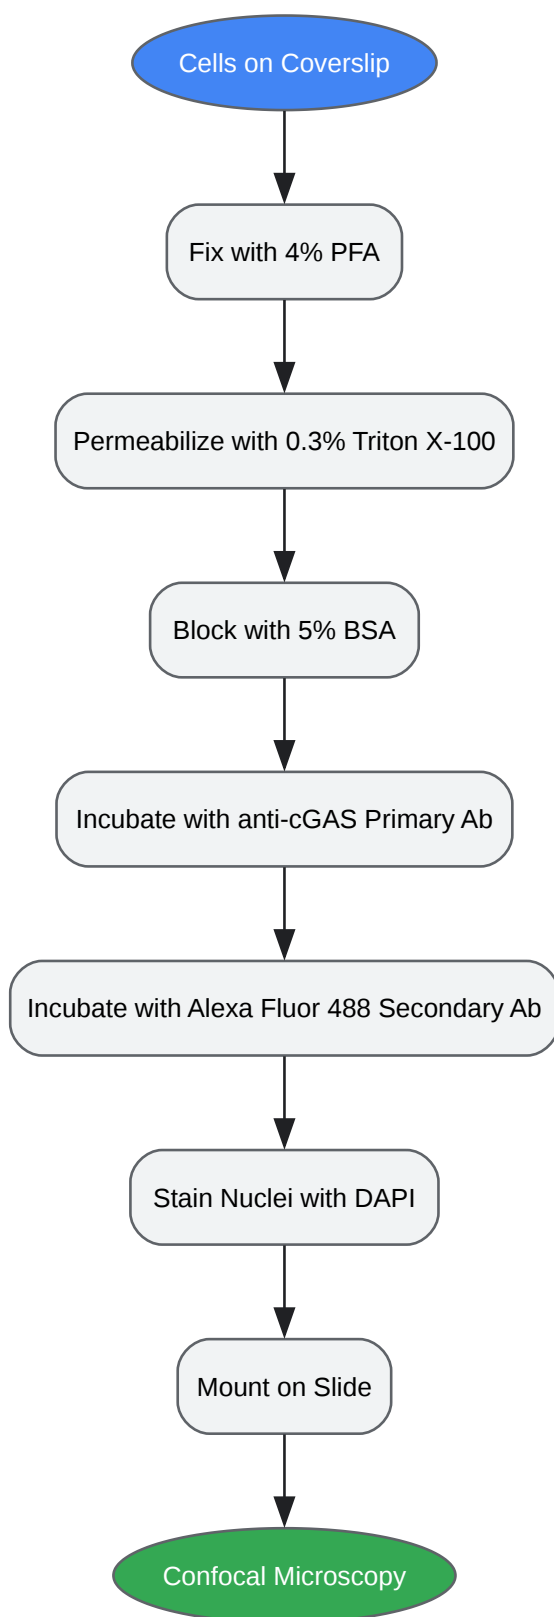 Cells on Coverslip
Fix with 4% PFA
Permeabilize with 0.3% Triton X-100
Block with 5% BSA
Incubate with anti-cGAS Primary Ab
Incubate with Alexa Fluor 488 Secondary Ab
Stain Nuclei with DAPI
Mount on Slide
Confocal Microscopy